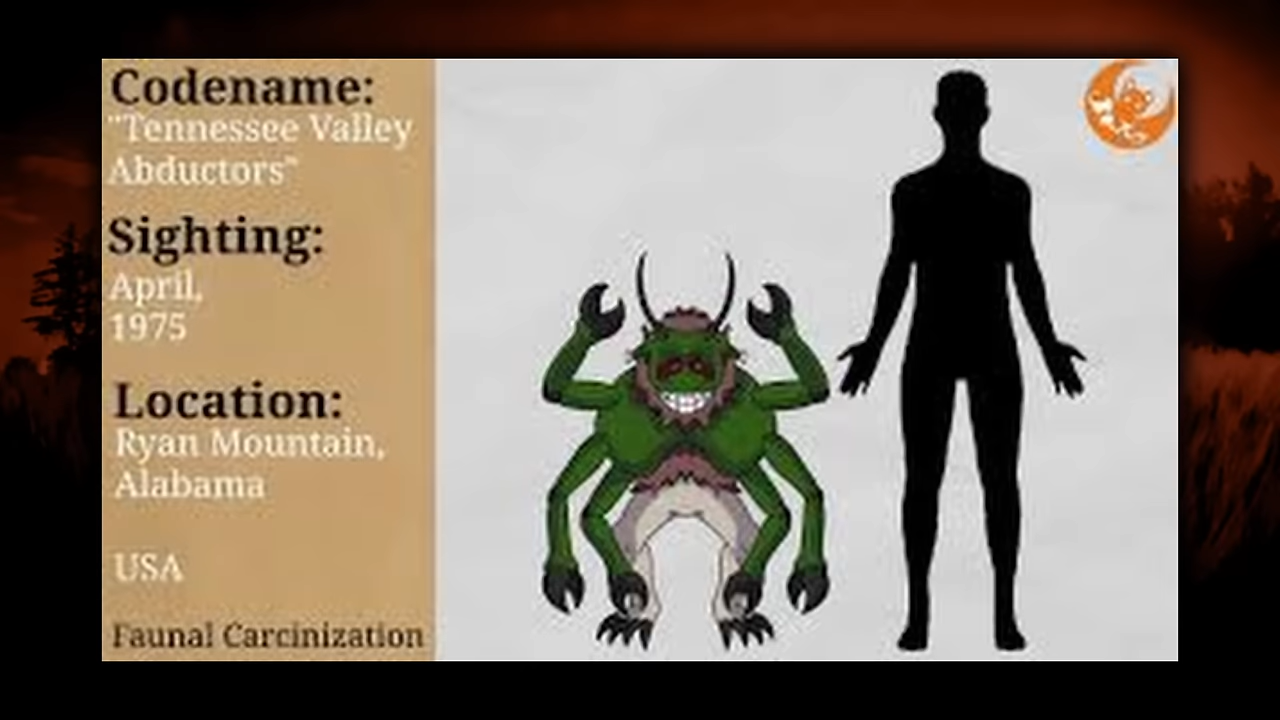 Codename:
"Tennessee Valley
Abductors"
Sighting:
April,
1975
Location:
Ryan Mountain,
Alabama
USA
Faunal Carcinization